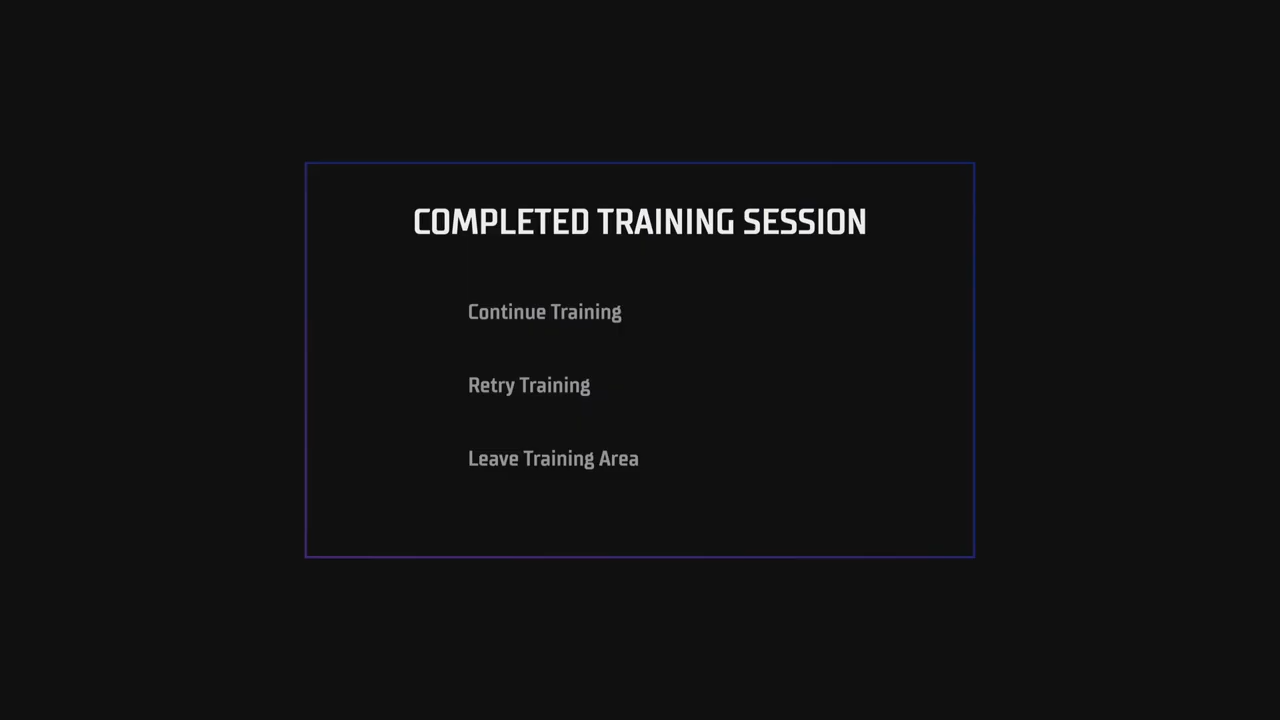 COMPLETED TRAINING SESSION
Continue Training
Retry Training
Leave Training Area